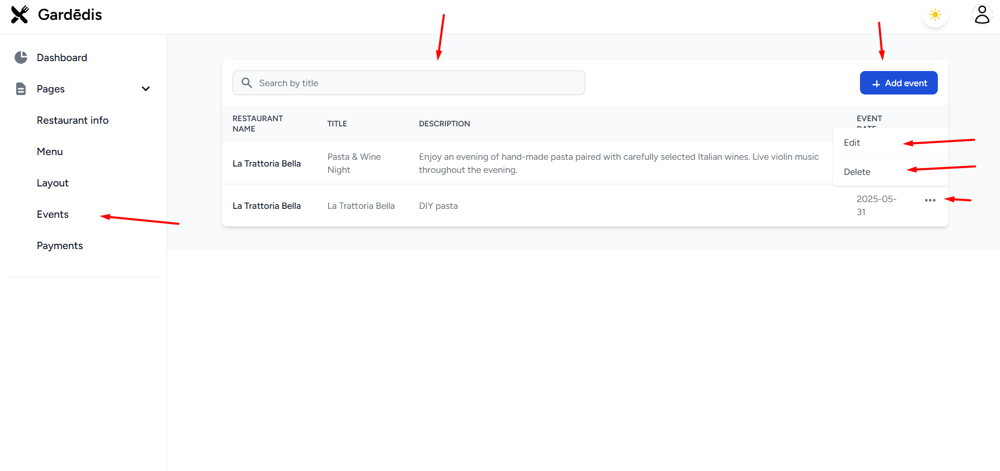 Gardēdis
Dashboard
Pages
Restaurant info
Menu
Layout
Events
Payments
Search by title
+ Add event
RESTAURANT
NAME
TITLE
DESCRIPTION
EVENT
DATE
La Trattoria Bella
Pasta & Wine
Night
Enjoy an evening of hand-made pasta paired with carefully selected Italian wines. Live violin music
throughout the evening.
Edit
Delete
La Trattoria Bella
La Trattoria Bella
DIY pasta
2025-05-
31